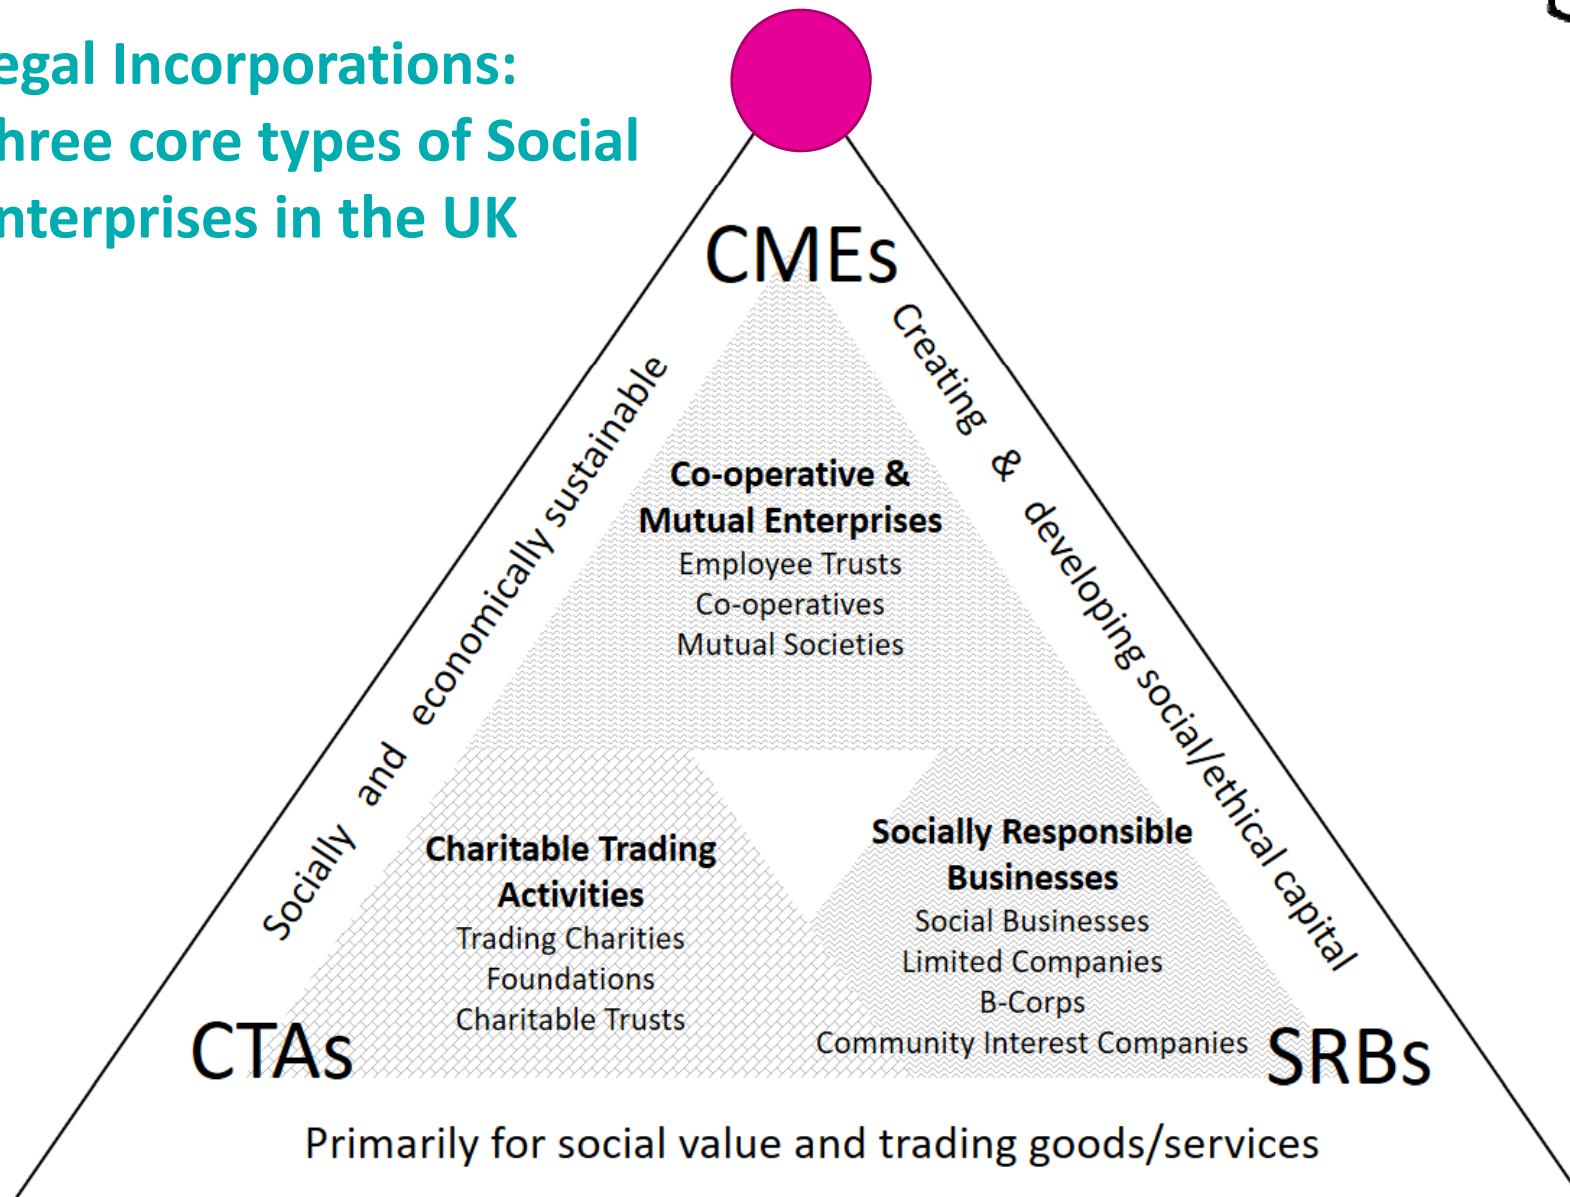 egal Incorporations:
hree core types of Social
nterprises in the UK
CMEs
Socially and economically sustainable
Creating & developing social/ethical capital
Co-operative &
Mutual Enterprises
Employee Trusts
Co-operatives
Mutual Societies
Charitable Trading
Activities
Trading Charities
Foundations
Charitable Trusts
Socially Responsible
Businesses
Social Businesses
Limited Companies
B-Corps
Community Interest Companies
CTAs
SRBs
Primarily for social value and trading goods/services